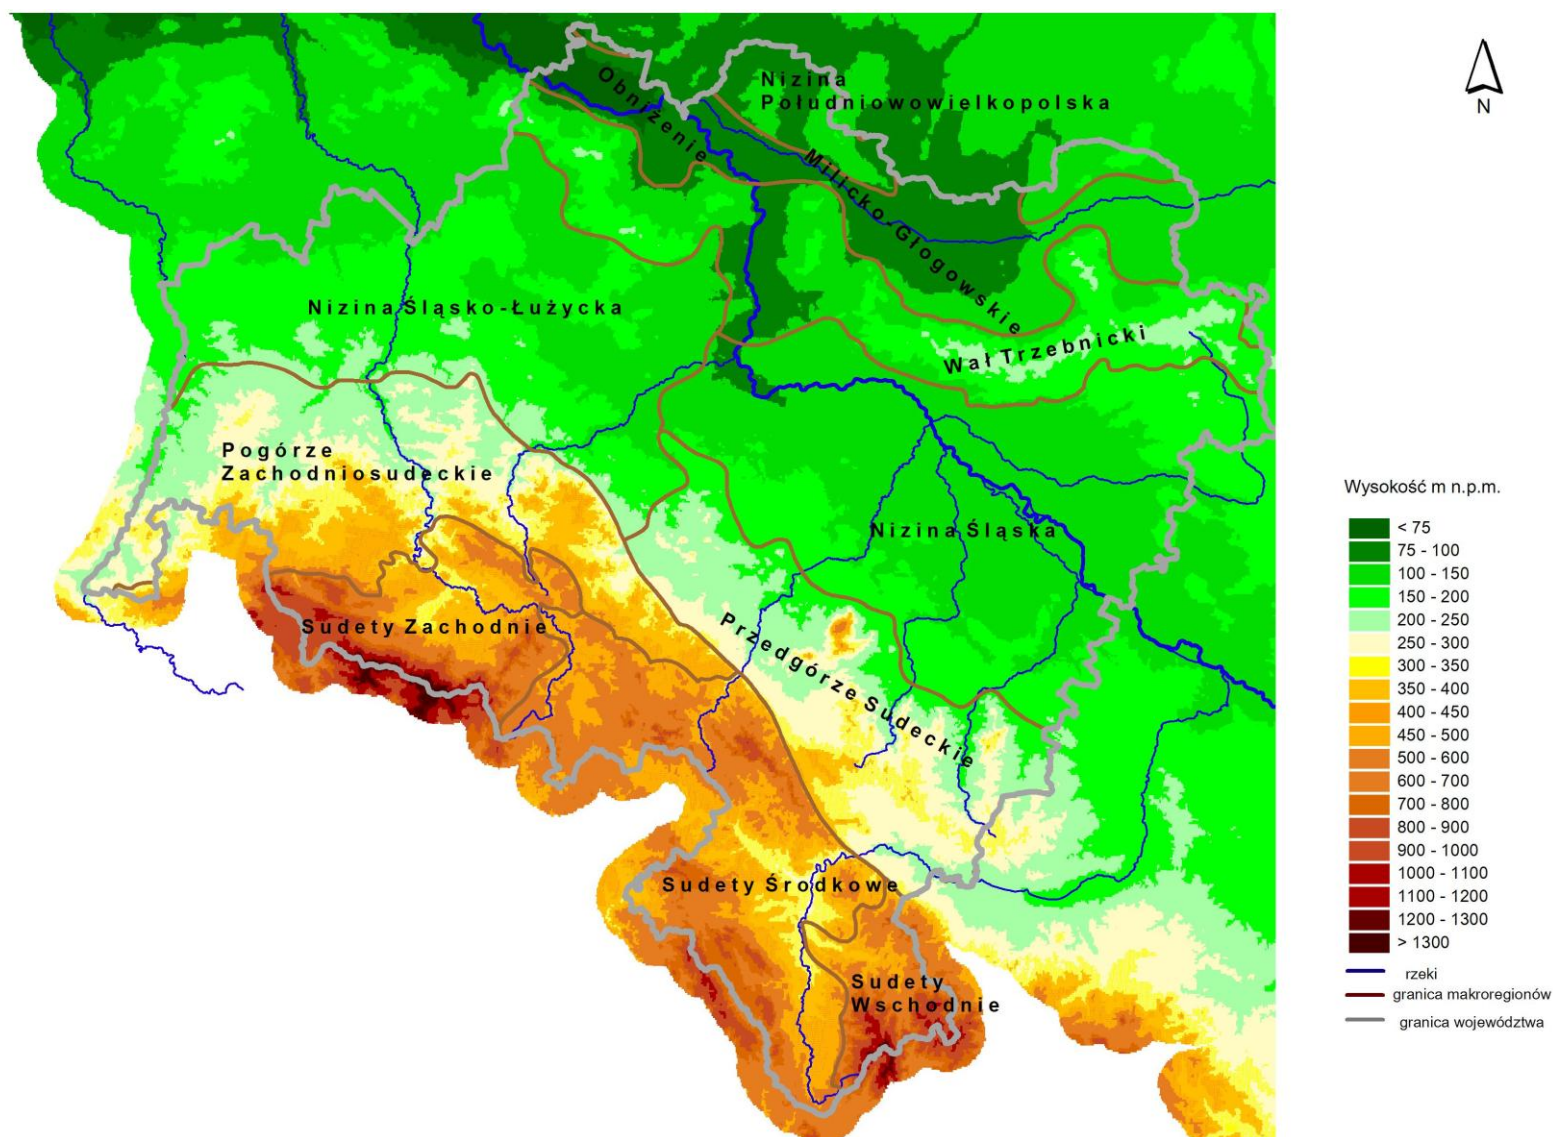 Nizina
Południowowielkopolska
Obniżenie
Milicko-Głogowskie
Nizina Śląsko-Łużycka
Wał Trzebnicki
Pogórze
Zachodniosudeckie
Nizina Śląska
Sudety Zachodnie
Przedgórze Sudeckie
Sudety Środkowe
Sudety
Wschodnie
N
Wysokość m n.p.m.
< 75
75 - 100
100 - 150
150 - 200
200 - 250
250 - 300
300 - 350
350 - 400
400 - 450
450 - 500
500 - 600
600 - 700
700 - 800
800 - 900
900 - 1000
1000 - 1100
1100 - 1200
1200 - 1300
> 1300
rzeki
granica makroregionów
granica województwa